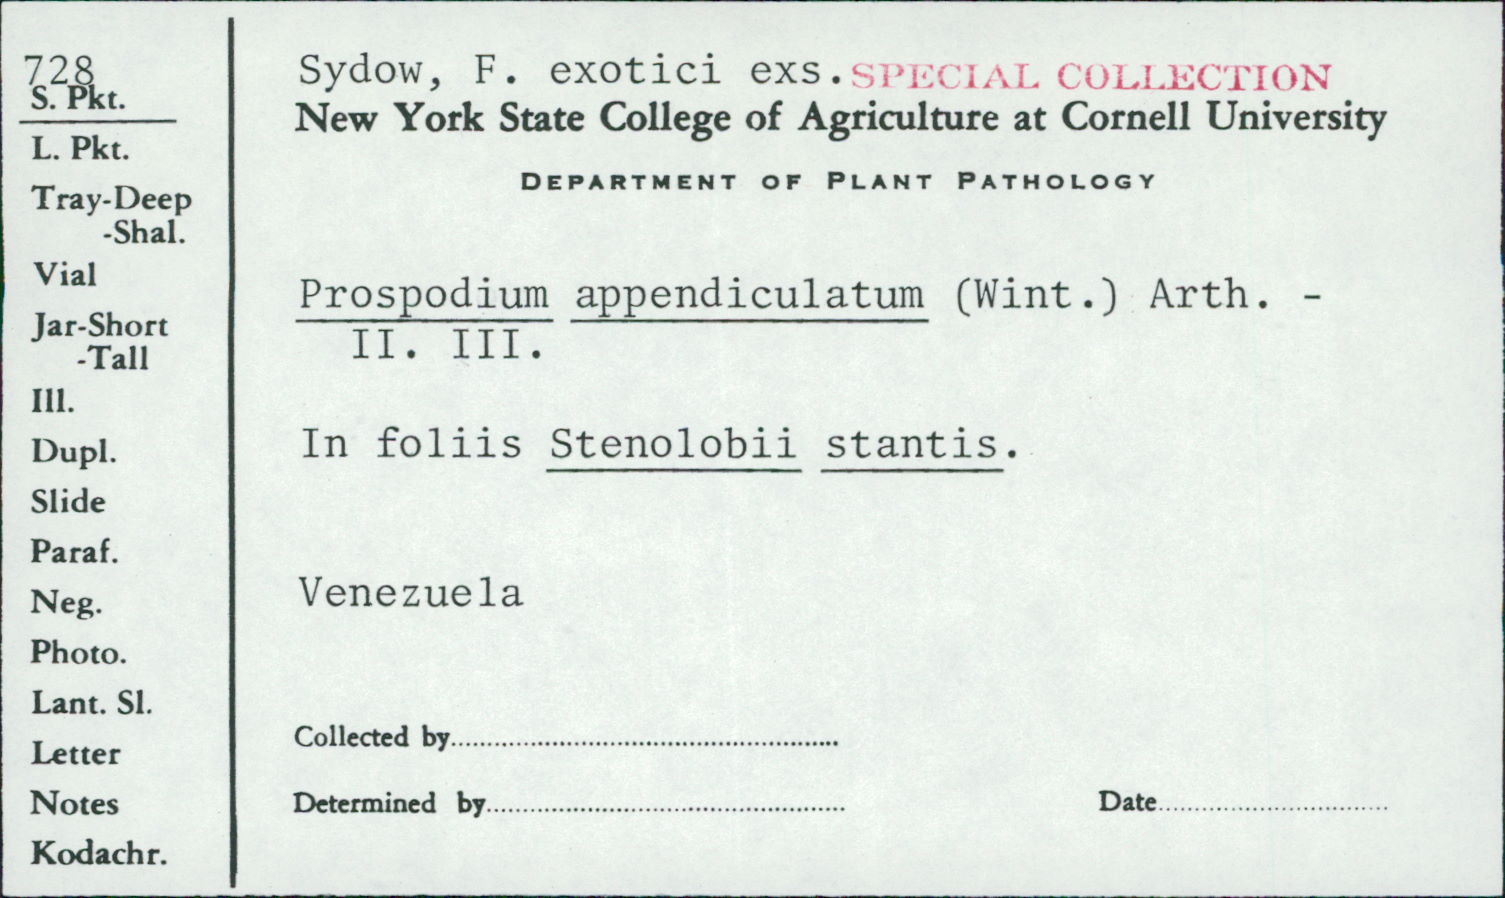 728
S. Pkt.
L. Pkt.
Tray-Deep
-Shal.
Vial
Jar-Short
-Tall
Ill.
Dupl.
Slide
Paraf.
Neg.
Photo.
Lant. Sl.
Letter
Notes
Kodachr.
Sydow, F. exotici exs. SPECIAL COLLECTION
New York State College of Agriculture at Cornell University
DEPARTMENT OF PLANT PATHOLOGY
Prospodium appendiculatum (Wint.) Arth. -
II. III.
In foliis Stenolobii stantis.
Venezuela
Collected by
Determined by
Date